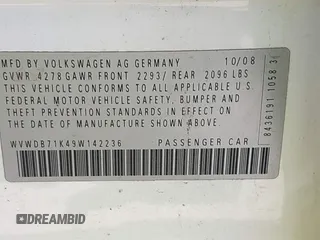 MFD BY VOLKSWAGEN AG GERMANY 10/08
GVWR 4278 GAWR FRONT 2293/ REAR 2096 LBS
THIS VEHICLE CONFORMS TO ALL APPLICABLE U.S.
FEDERAL MOTOR VEHICLE SAFETY, BUMPER AND
THEFT PREVENTION STANDARDS IN EFFECT ON THE
DATE OF MANUFACTURE SHOWN ABOVE.
WVWDB71K49W142236 PASSENGER CAR
8436191 1058 3
DREAMBID